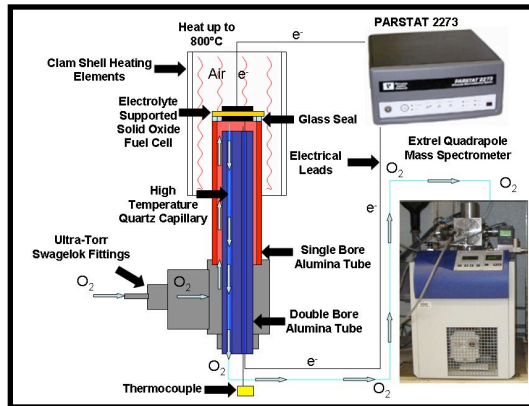 PARSTAT 2273
Heat up to
800°C
e-
Clam Shell Heating
Elements
Air
e-
Electrolyte
Supported
Solid Oxide
Fuel Cell
Glass Seal
Electrical
Leads
Extrel Quadrapole
Mass Spectrometer
O2
O2
High
Temperature
Quartz Capillary
e-
Ultra-Torr
Swagelok Fittings
Single Bore
Alumina Tube
O2
O2
Double Bore
Alumina Tube
e-
O2
Thermocouple